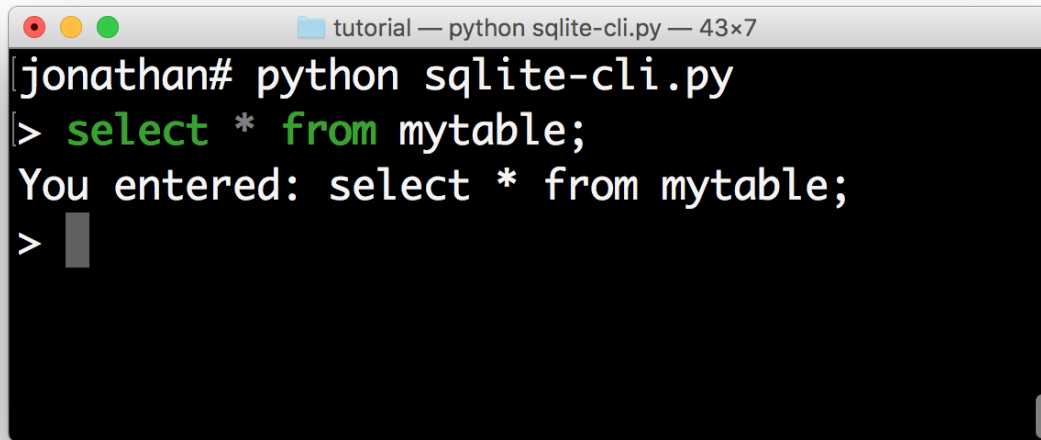 tutorial — python sqlite-cli.py — 43×7
jonathan# python sqlite-cli.py
> select * from mytable;
You entered: select * from mytable;
>